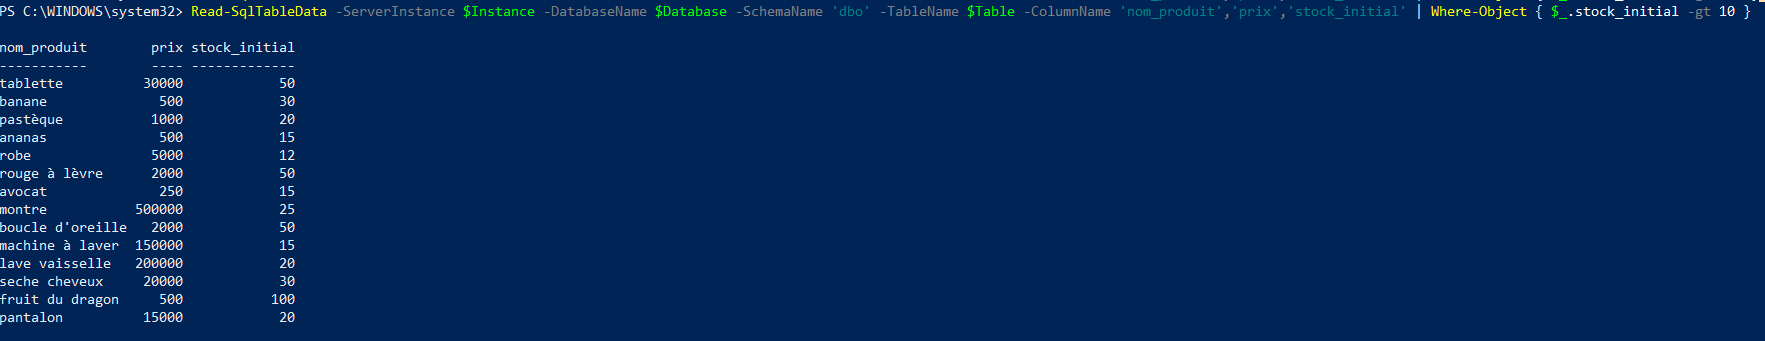 PS C:\WINDOWS\system32> Read-SqlTableData -ServerInstance $Instance -DatabaseName $Database -SchemaName 'dbo' -TableName $Table -ColumnName 'nom_produit','prix','stock_initial' | Where-Object { $_.stock_initial -gt 10 }
nom_produit prix stock_initial
----------- ---- -------------
tablette 30000 50
banane 500 30
pastèque 1000 20
ananas 500 15
robe 5000 12
rouge à lèvre 2000 50
avocat 250 15
montre 500000 25
boucle d'oreille 2000 50
machine à laver 150000 15
lave vaisselle 200000 20
seche cheveux 20000 30
fruit du dragon 500 100
pantalon 15000 20